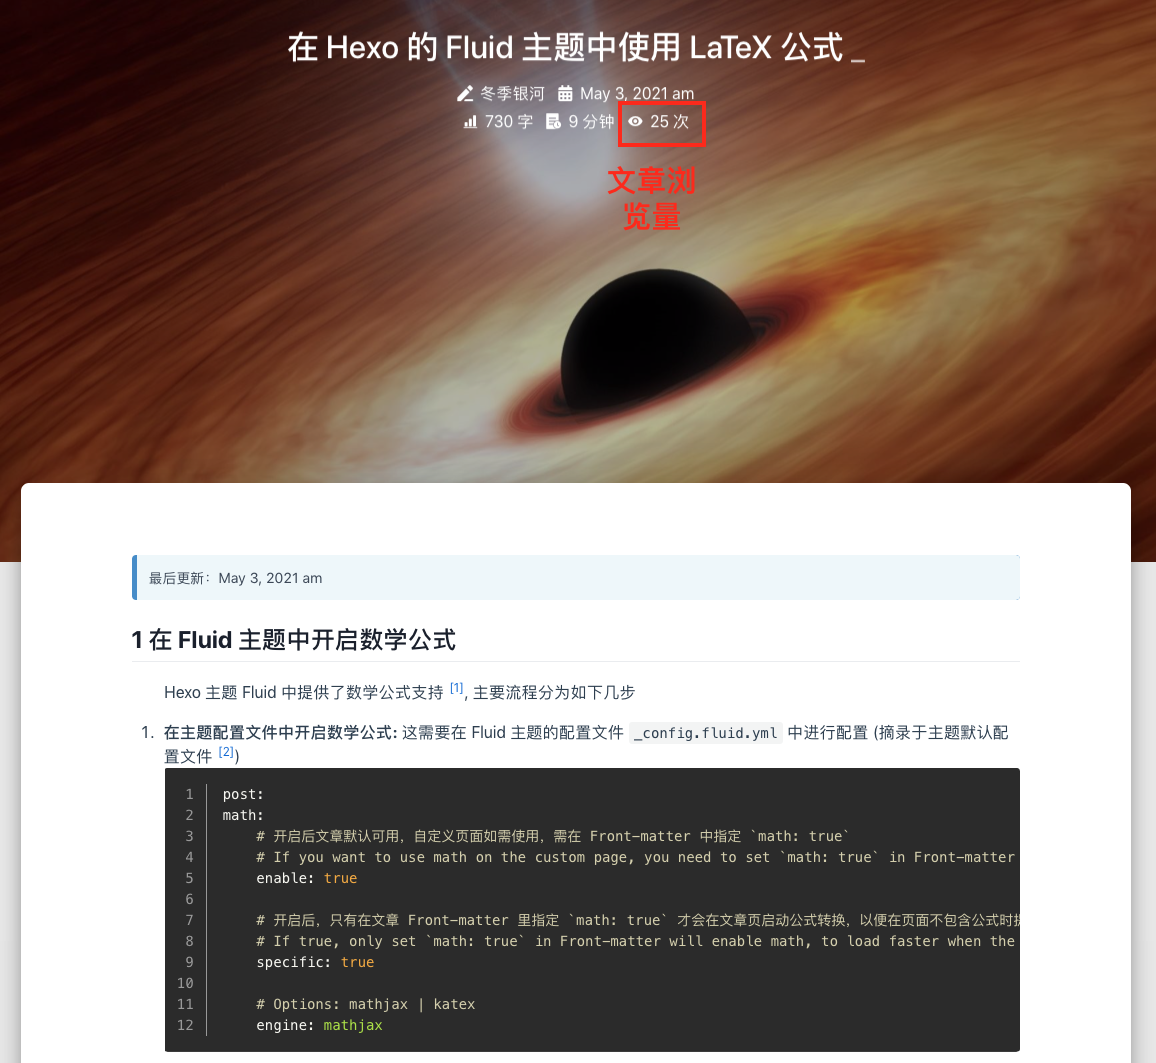 在 Hexo 的 Fluid 主题中使用 LaTeX 公式 _
冬季银河 May 3, 2021 am
730 字 9 分钟 25 次
文章浏
览量
最后更新：May 3, 2021 am
1 在 Fluid 主题中开启数学公式
Hexo 主题 Fluid 中提供了数学公式支持 [1], 主要流程分为如下几步
1. 在主题配置文件中开启数学公式: 这需要在 Fluid 主题的配置文件 _config.fluid.yml 中进行配置 (摘录于主题默认配
置文件 [2])
1 post:
2 math:
3 # 开启后文章默认可用，自定义页面如需使用，需在 Front-matter 中指定 `math: true`
4 # If you want to use math on the custom page, you need to set `math: true` in Front-matter
5 enable: true
6
7 # 开启后，只有在文章 Front-matter 里指定 `math: true` 才会在文章页启动公式转换，以便在页面不包含公式时
8 # If true, only set `math: true` in Front-matter will enable math, to load faster when the
9 specific: true
10
11 # Options: mathjax | katex
12 engine: mathjax